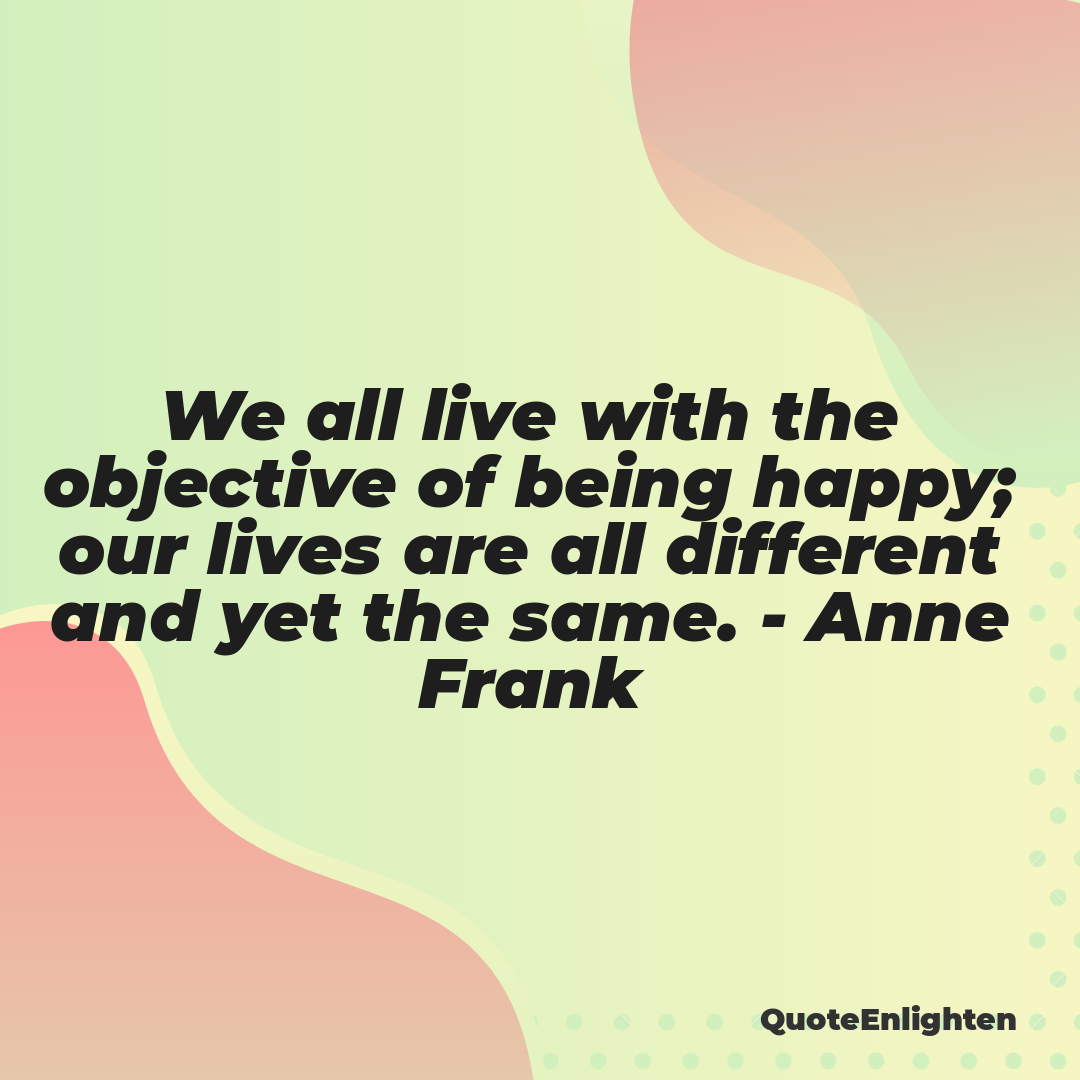 We all live with the
objective of being happy;
our lives are all different
and yet the same. - Anne
Frank
QuoteEnlighten